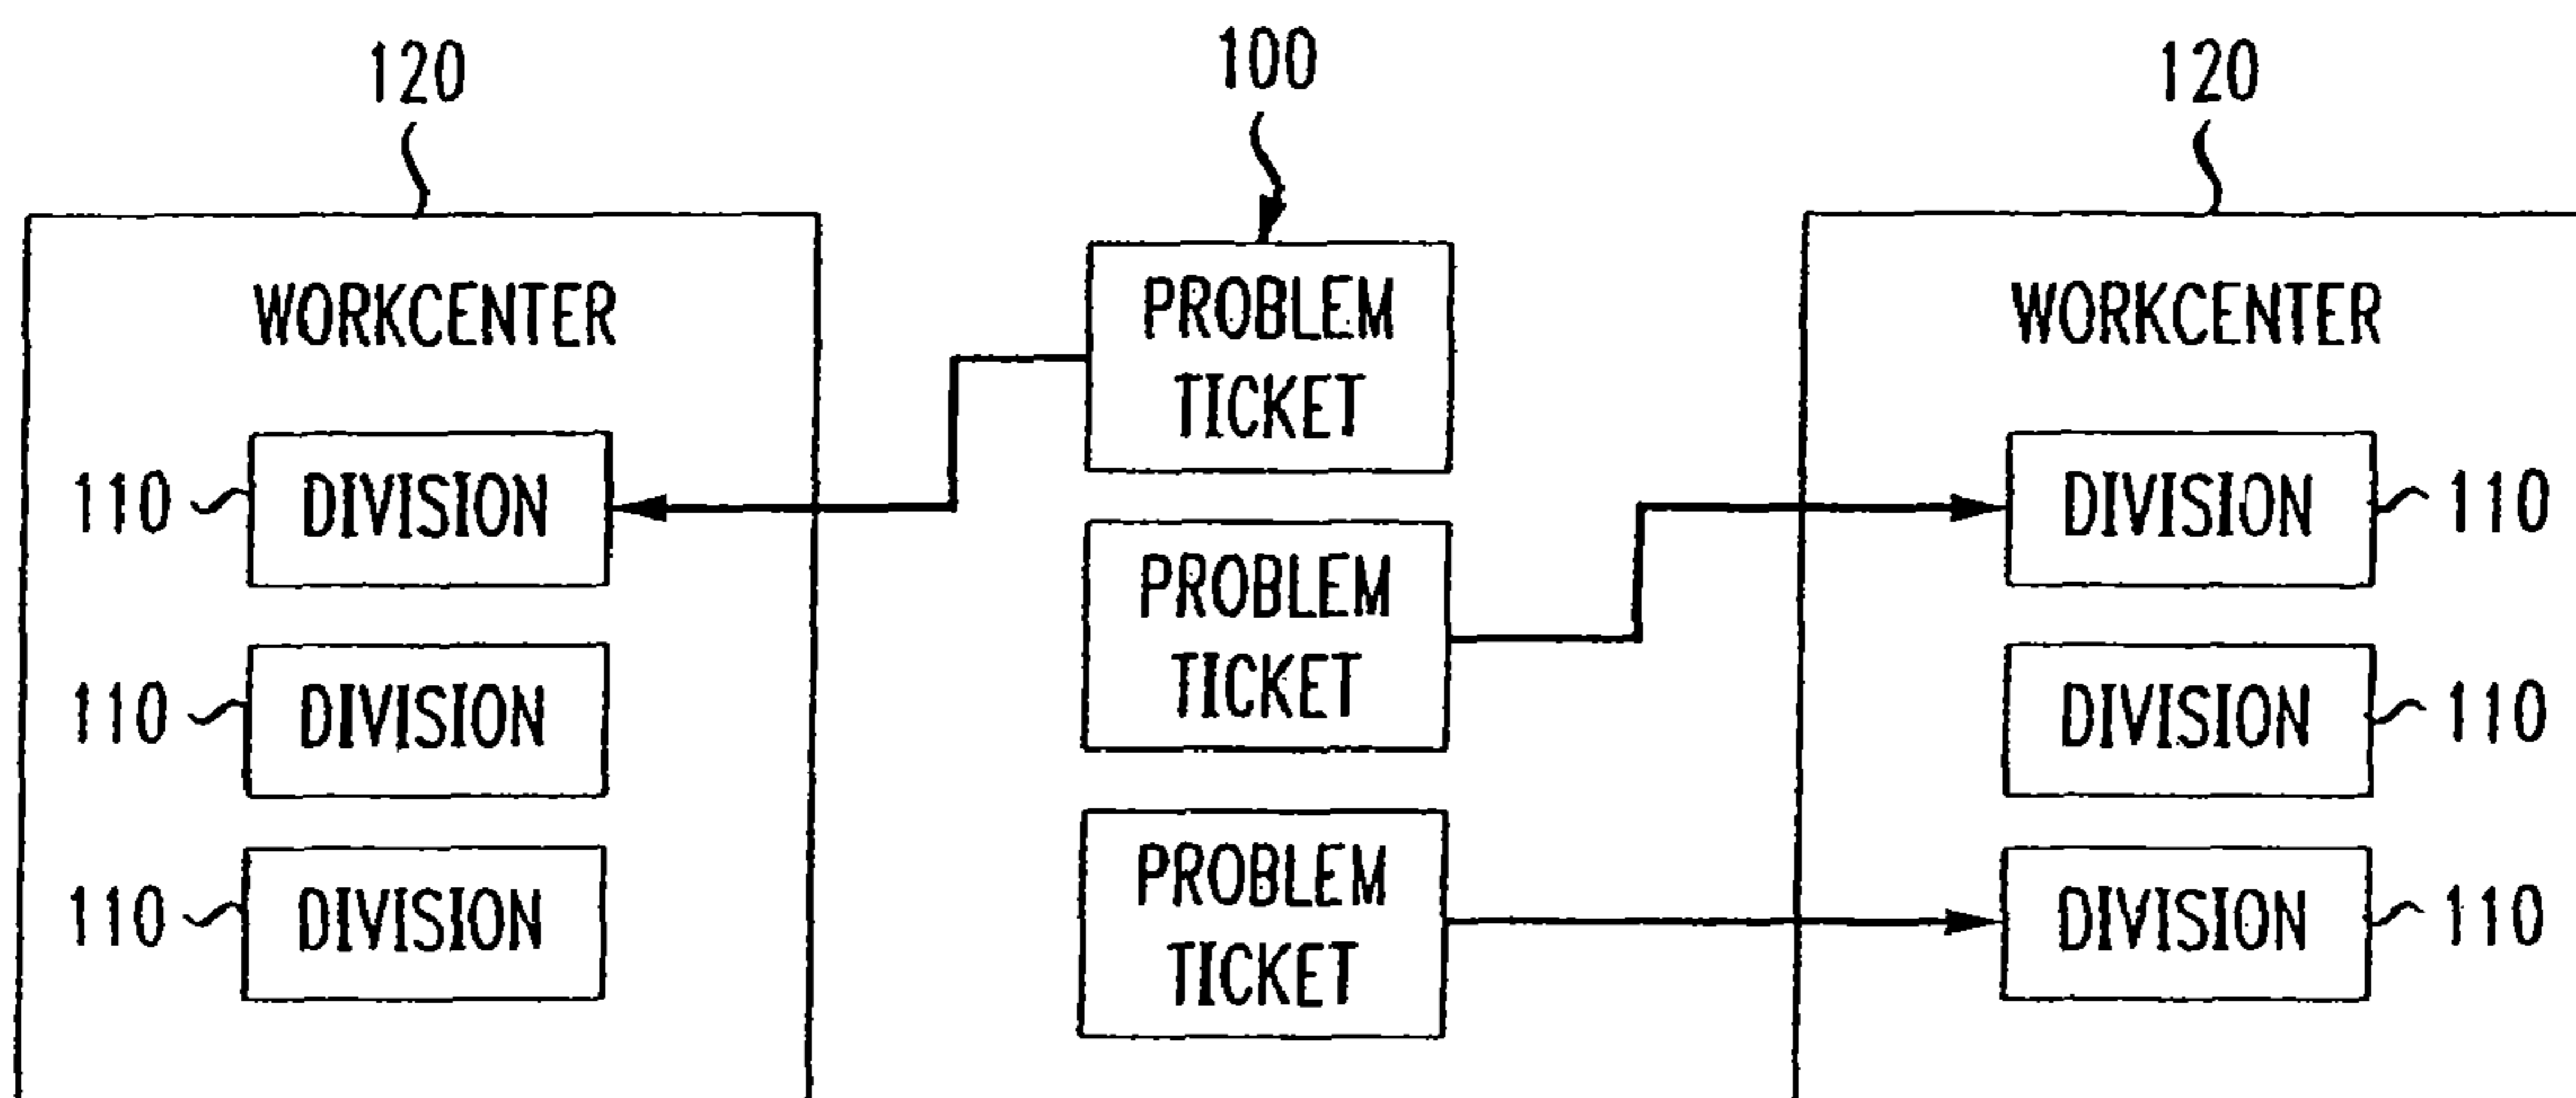 120
100
120
WORKCENTER
PROBLEM
TICKET
WORKCENTER
110
DIVISION
DIVISION
110
PROBLEM
TICKET
110
DIVISION
DIVISION
110
PROBLEM
TICKET
110
DIVISION
DIVISION
110